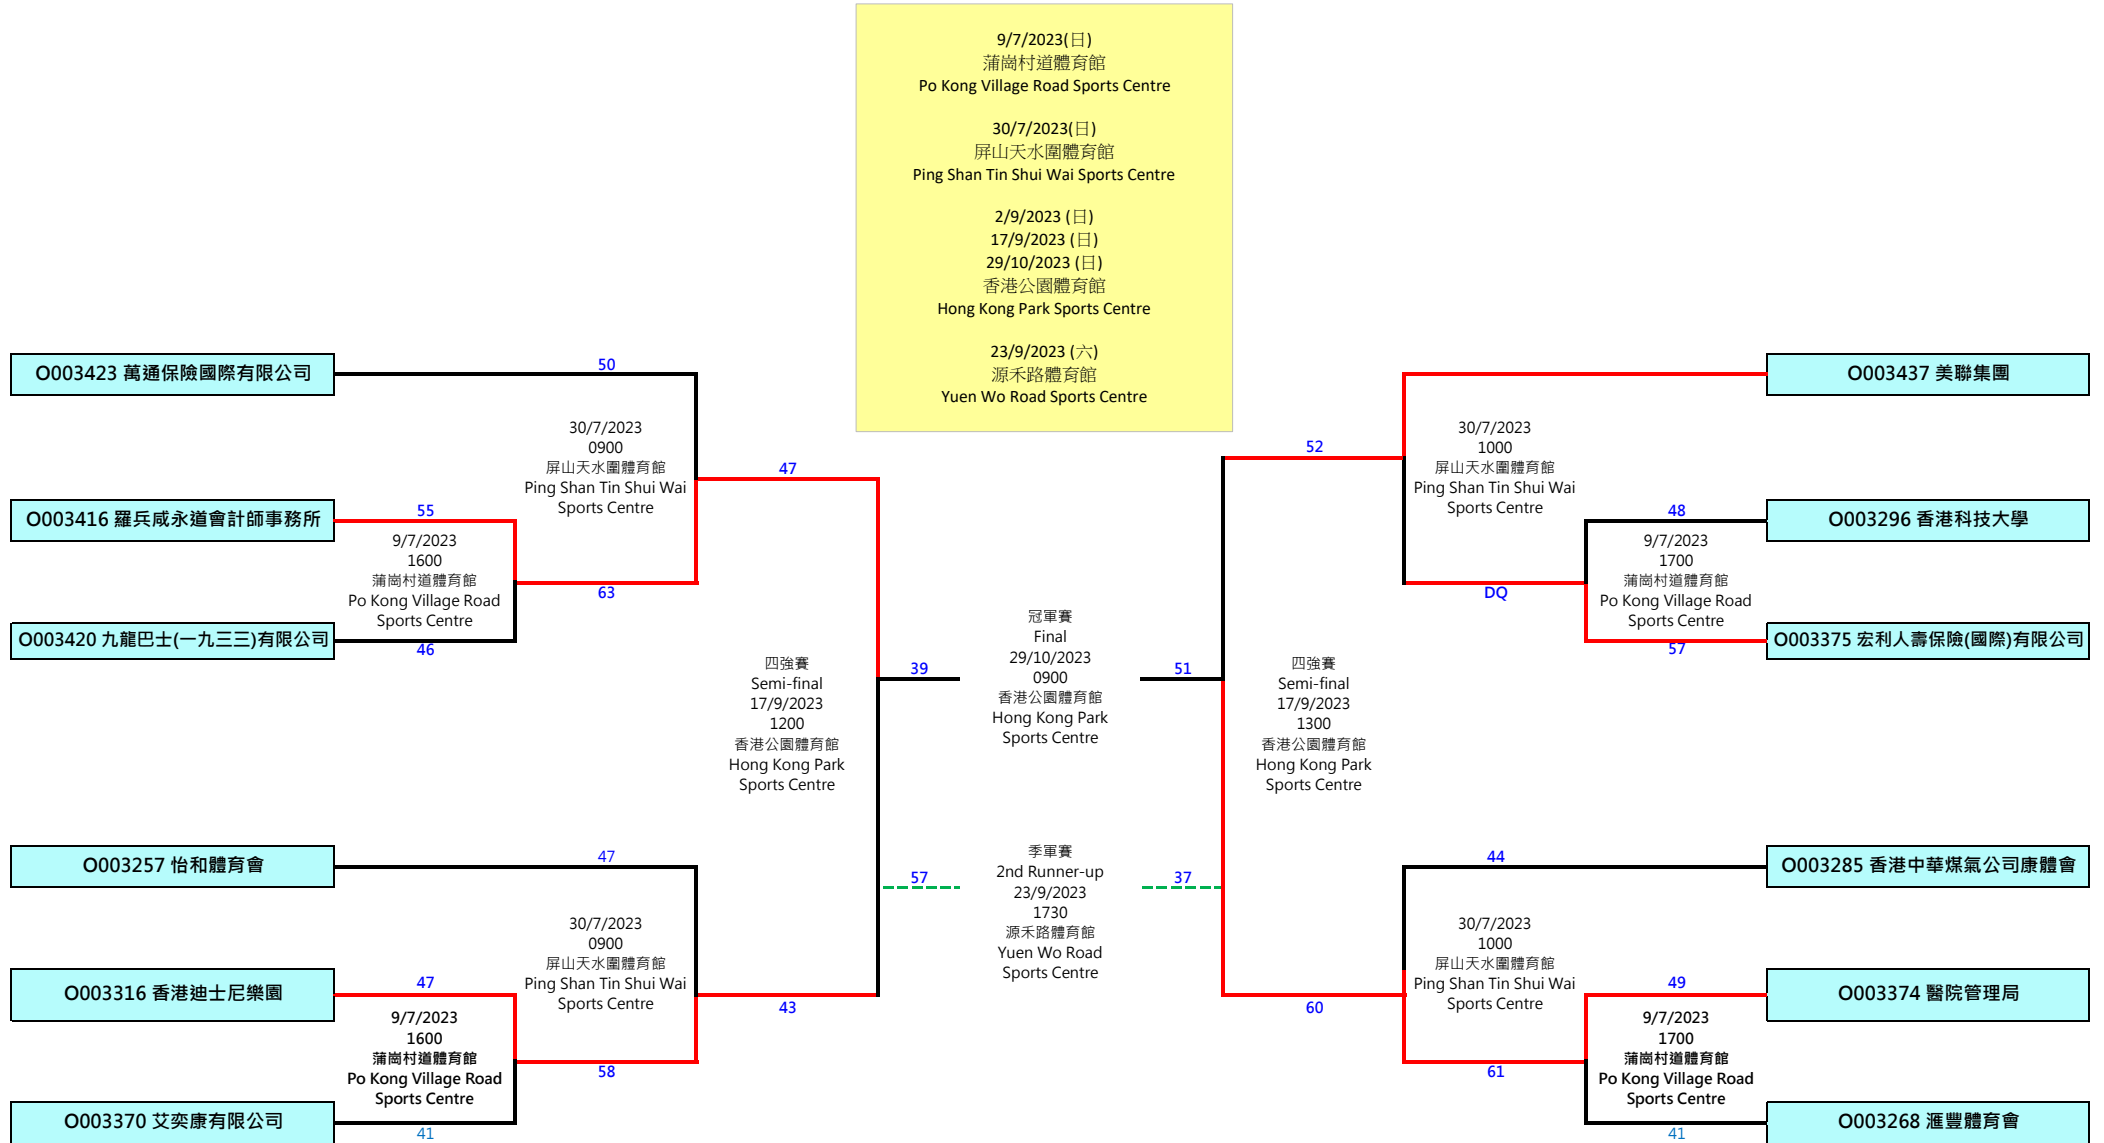 9/7/2023(日)
蒲崗村道體育館
Po Kong Village Road Sports Centre
30/7/2023(日)
屏山天水圍體育館
Ping Shan Tin Shui Wai Sports Centre
2/9/2023 (日)
17/9/2023 (日)
29/10/2023 (日)
香港公園體育館
Hong Kong Park Sports Centre
23/9/2023 (六)
源禾路體育館
Yuen Wo Road Sports Centre
O003423 萬通保險國際有限公司
50
30/7/2023
0900
屏山天水圍體育館
Ping Shan Tin Shui Wai
Sports Centre
47
O003416 羅兵咸永道會計師事務所
55
9/7/2023
1600
蒲崗村道體育館
Po Kong Village Road
Sports Centre
63
O003420 九龍巴士(一九三三)有限公司
46
四強賽
Semi-final
17/9/2023
1200
香港公園體育館
Hong Kong Park
Sports Centre
39
O003257 怡和體育會
47
30/7/2023
0900
屏山天水圍體育館
Ping Shan Tin Shui Wai
Sports Centre
43
O003316 香港迪士尼樂園
47
9/7/2023
1600
蒲崗村道體育館
Po Kong Village Road
Sports Centre
58
O003370 艾奕康有限公司
41
冠軍賽
Final
29/10/2023
0900
香港公園體育館
Hong Kong Park
Sports Centre
51
57
季軍賽
2nd Runner-up
23/9/2023
1730
源禾路體育館
Yuen Wo Road
Sports Centre
37
O003437 美聯集團
52
30/7/2023
1000
屏山天水圍體育館
Ping Shan Tin Shui Wai
Sports Centre
48
O003296 香港科技大學
9/7/2023
1700
蒲崗村道體育館
Po Kong Village Road
Sports Centre
DQ
57
O003375 宏利人壽保險(國際)有限公司
四強賽
Semi-final
17/9/2023
1300
香港公園體育館
Hong Kong Park
Sports Centre
44
O003285 香港中華煤氣公司康體會
30/7/2023
1000
屏山天水圍體育館
Ping Shan Tin Shui Wai
Sports Centre
60
49
O003374 醫院管理局
9/7/2023
1700
蒲崗村道體育館
Po Kong Village Road
Sports Centre
61
O003268 滙豐體育會
41